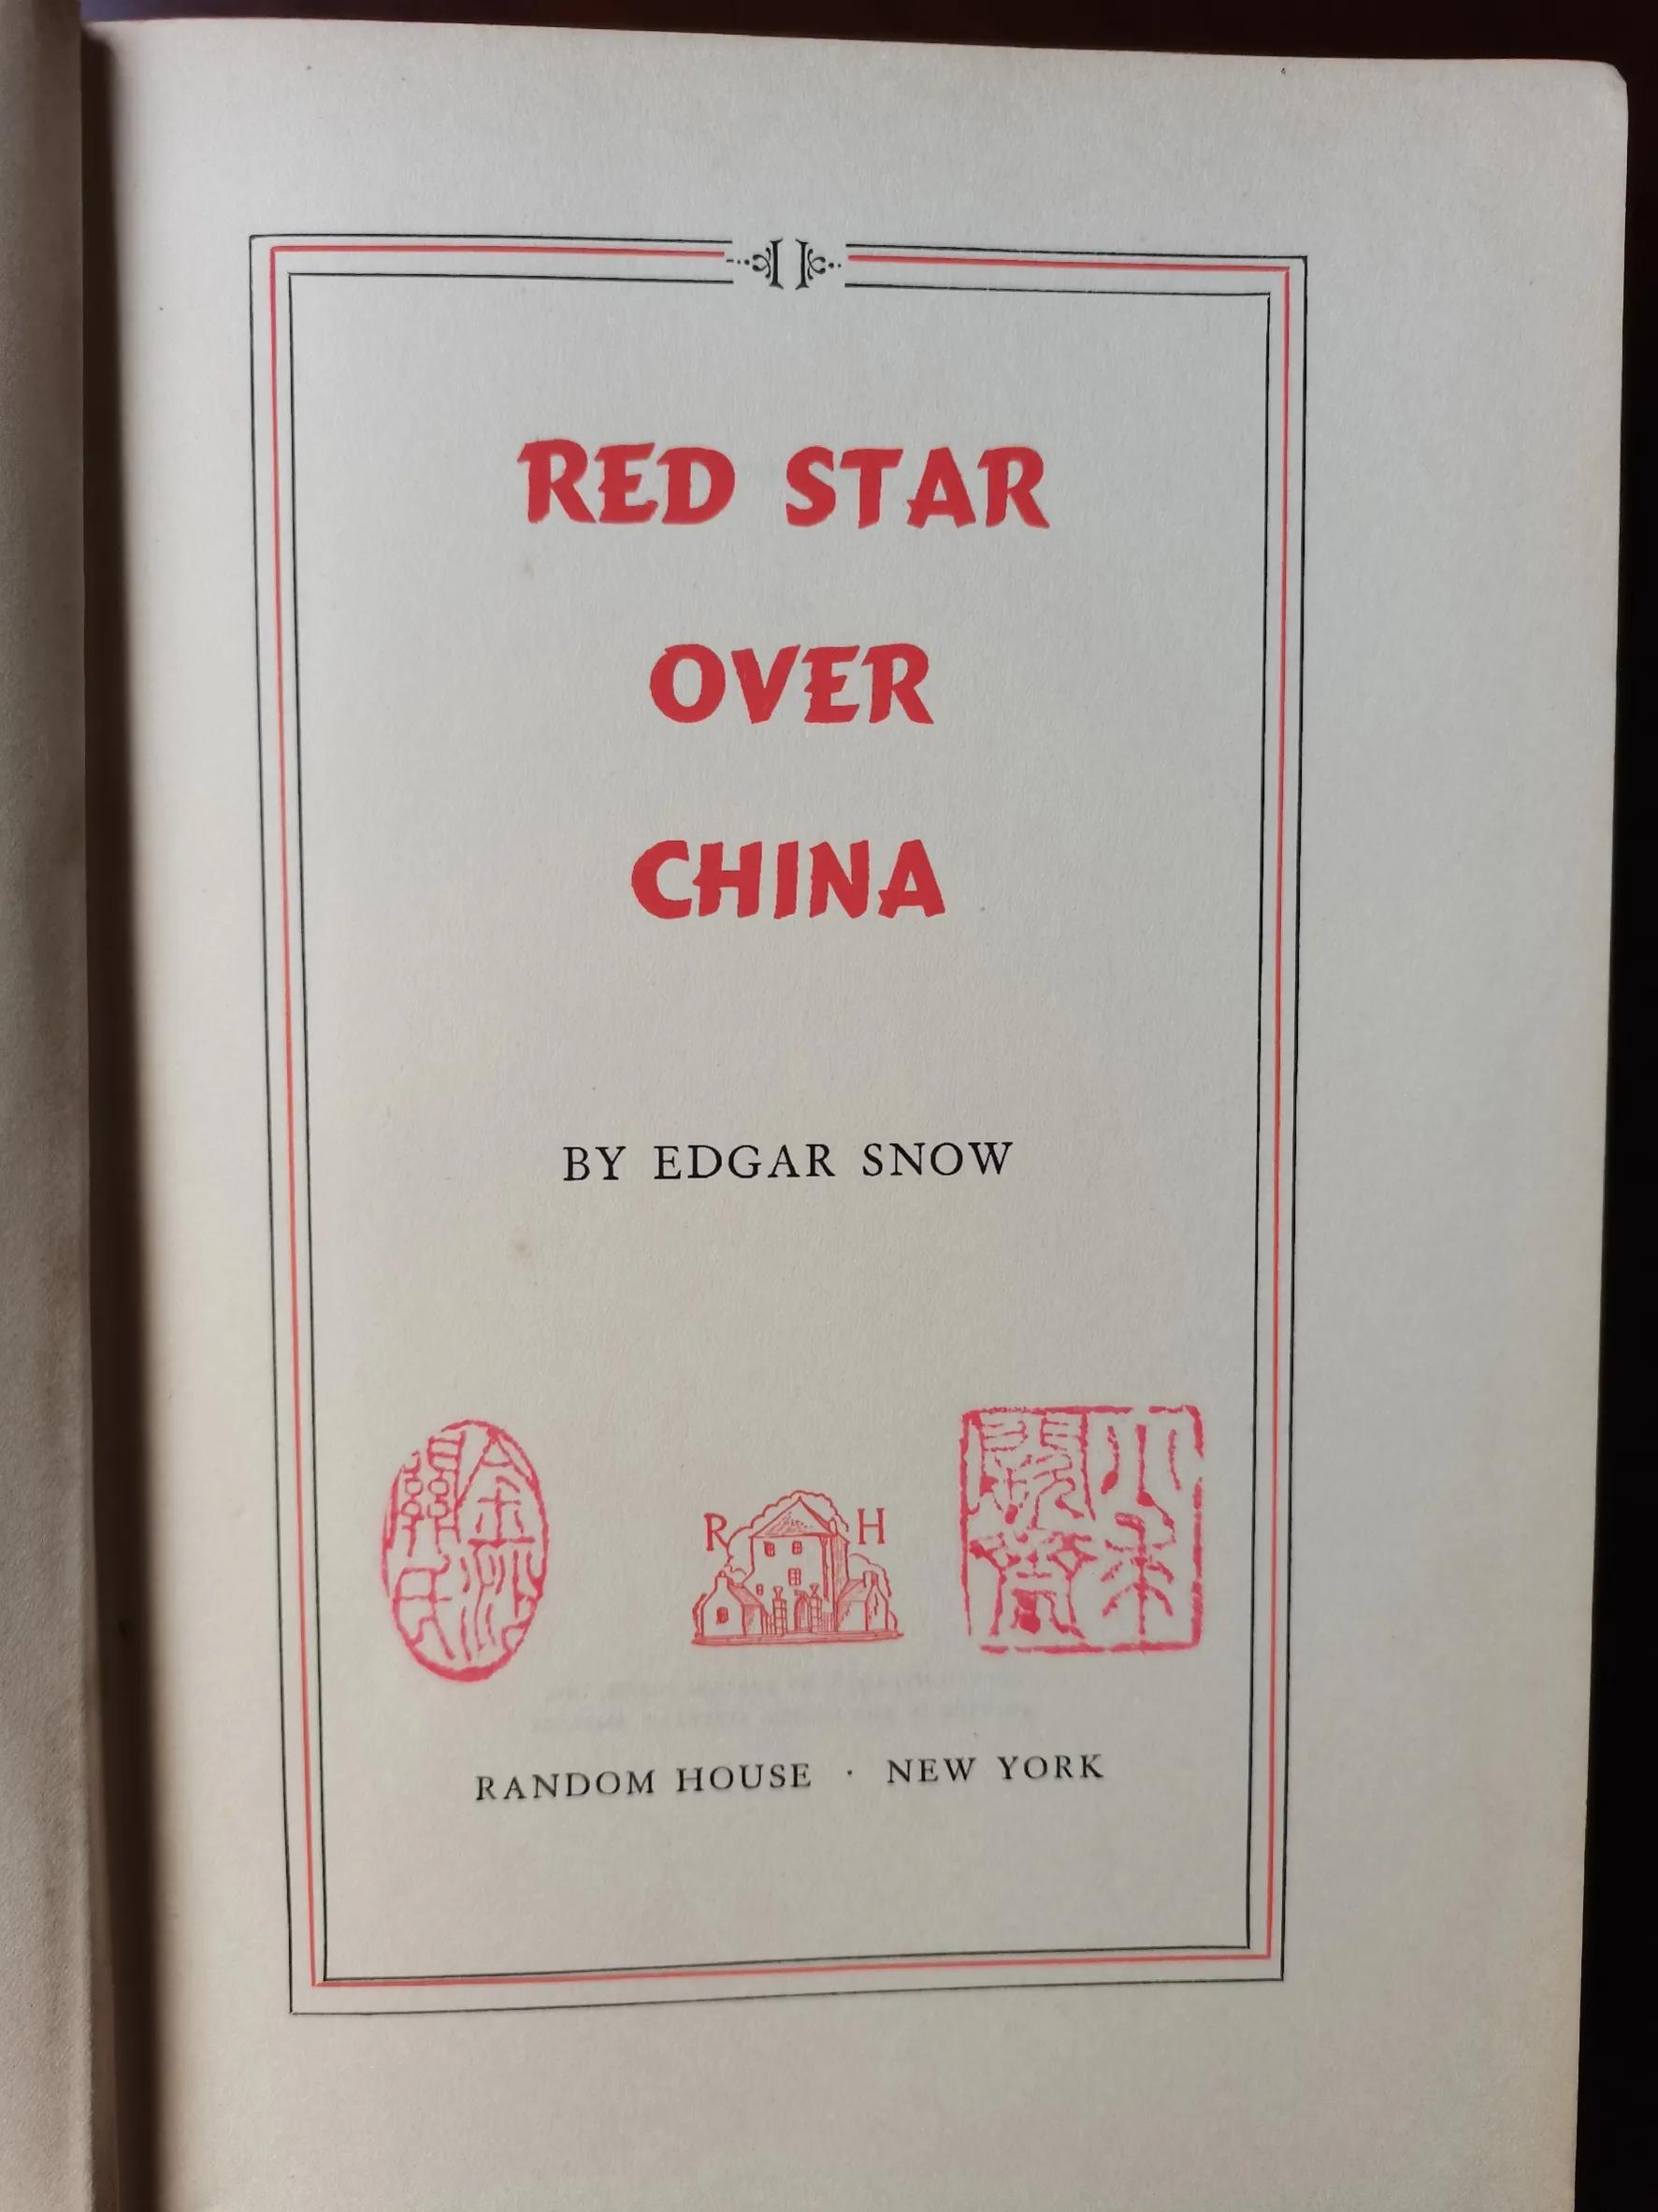 RED STAR
OVER
CHINA
BY EDGAR SNOW
R H
RANDOM HOUSE · NEW YORK